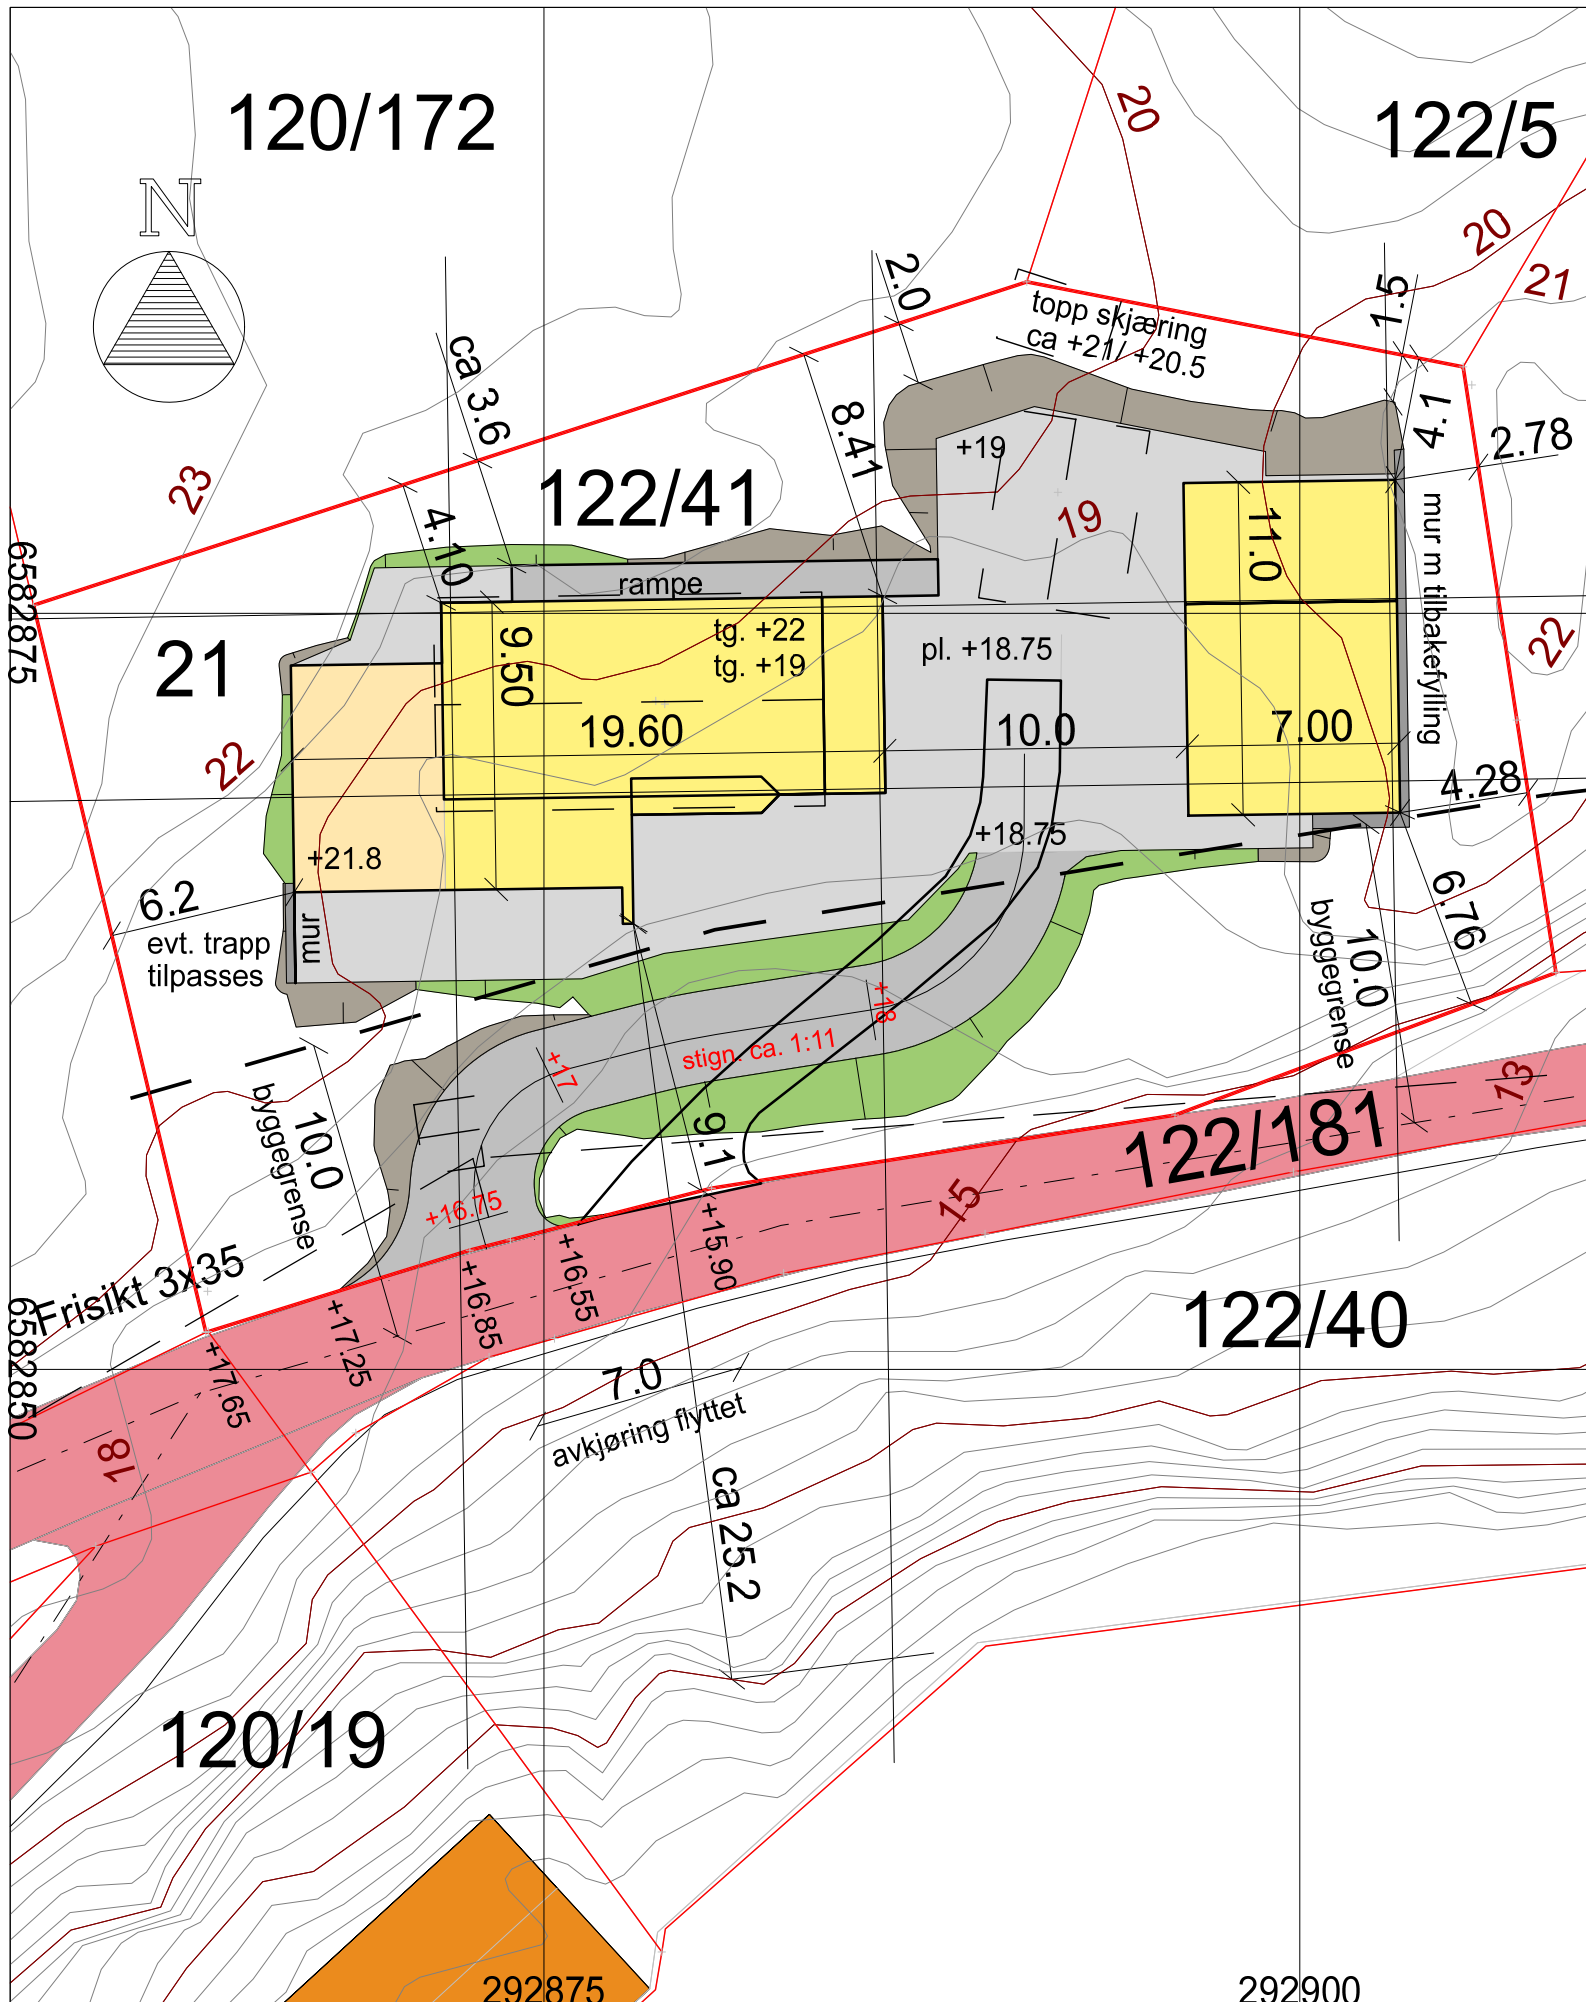 120/172
122/5
N
20
20
21
2.0
1.5
topp skjæring
ca +21/ +20.5
ca 3.6
8.41
4.1
2.78
23
122/41
4.10
+19
19
11.0
mur m tilbakefylling
6582875
rampe
21
9.50
tg. +22
tg. +19
pl. +18.75
22
19.60
10.0
7.00
22
4.28
+18.75
+21.8
6.2
mur
evt. trapp
tilpasses
6.76
byggegrense
10.0
+18
stign. ca. 1:11
+17
byggegrense
10.0
9.1
13
122/181
+16.75
15
Frisikt 3x35
+15.90
+16.55
+16.85
+17.25
+17.65
6582850
122/40
7.0
avkjøring flyttet
18
ca 25.2
120/19
292875
292900